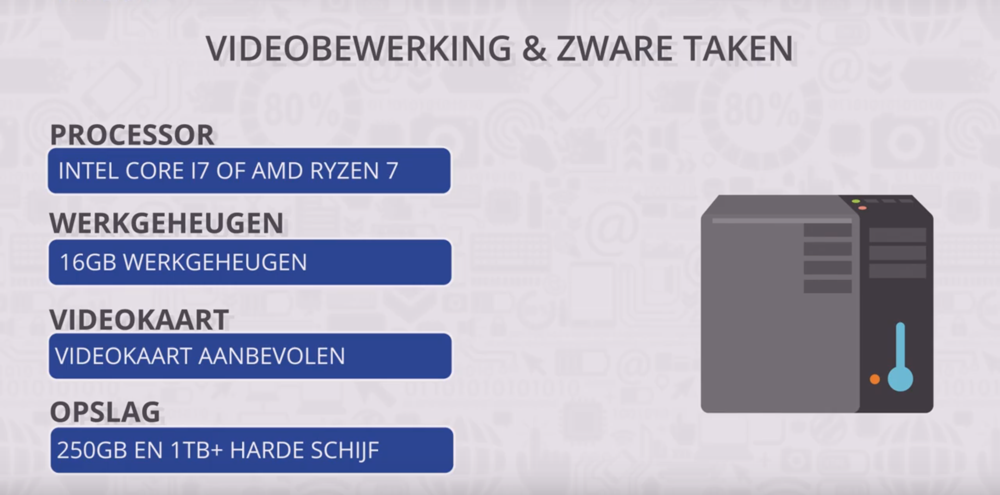 VIDEOBEWERKING & ZWARE TAKEN
PROCESSOR
INTEL CORE I7 OF AMD RYZEN 7
WERKGEHEUGEN
16GB WERKGEHEUGEN
VIDEOKAART
VIDEOKAART AANBEVOLEN
OPSLAG
250GB EN 1TB+ HARDE SCHIJF